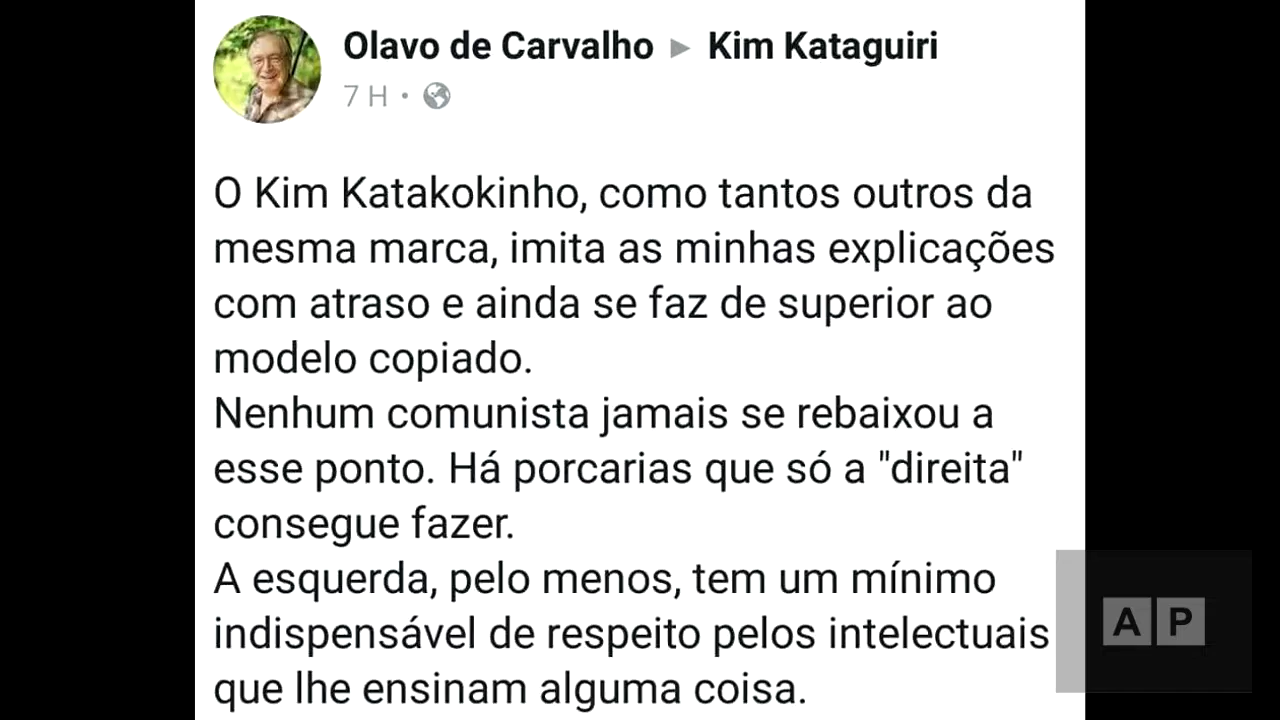 Olavo de Carvalho ▸ Kim Kataguiri
7 H ·
O Kim Katakokinho, como tantos outros da
mesma marca, imita as minhas explicações
com atraso e ainda se faz de superior ao
modelo copiado.
Nenhum comunista jamais se rebaixou a
esse ponto. Há porcarias que só a "direita"
consegue fazer.
A esquerda, pelo menos, tem um mínimo
indispensável de respeito pelos intelectuais
que lhe ensinam alguma coisa.
AP